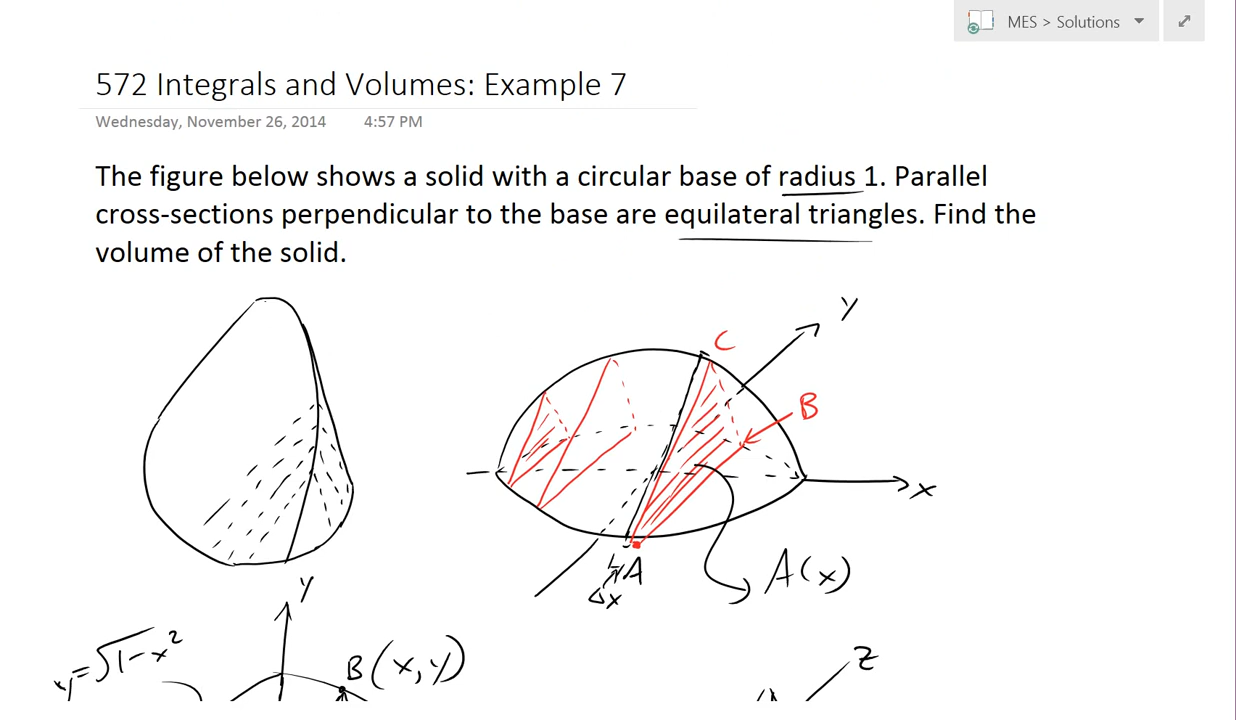 MES > Solutions
572 Integrals and Volumes: Example 7
Wednesday, November 26, 2014 4:57 PM
The figure below shows a solid with a circular base of radius 1. Parallel
cross-sections perpendicular to the base are equilateral triangles. Find the
volume of the solid.
y
C
B
x
A
Δx
A(x)
y
y=√1-x²
B(x,y)
z